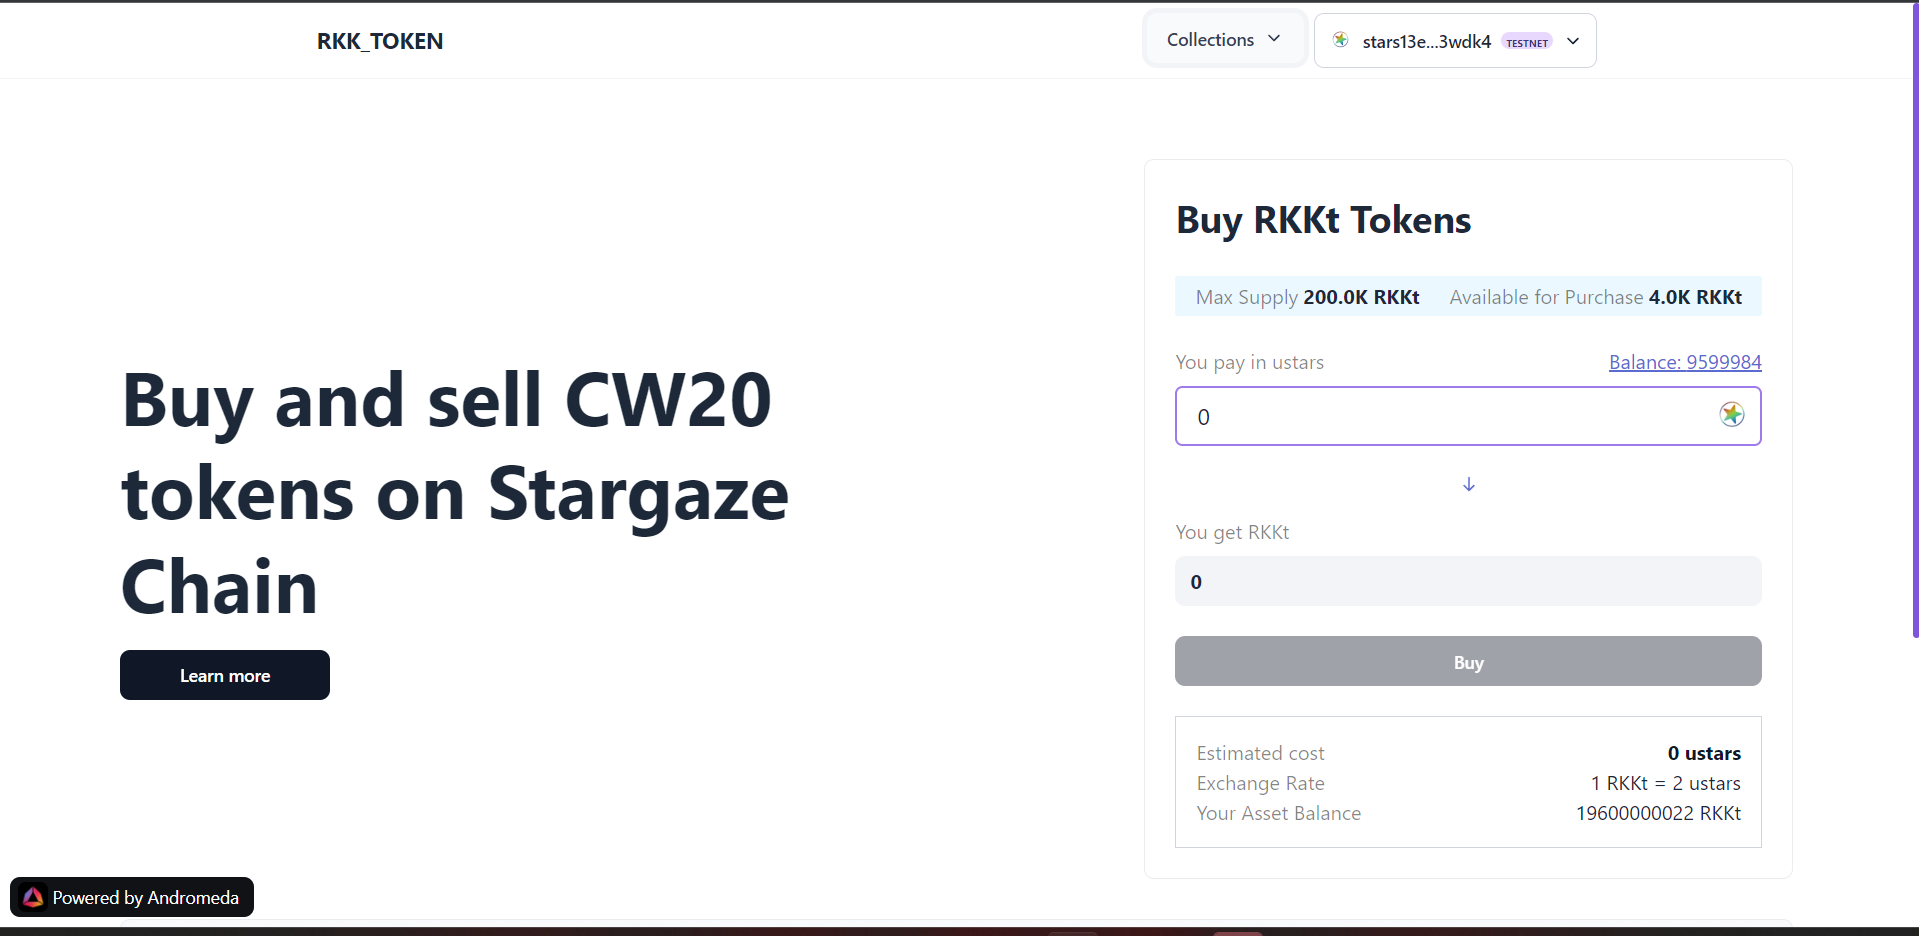 RKK_TOKEN
Collections
stars13e...3wdk4 TESTNET
Buy RKKt Tokens
Max Supply 200.0K RKKt Available for Purchase 4.0K RKKt
You pay in ustars Balance: 9599984
0
You get RKKt
0
Buy
Estimated cost 0 ustars
Exchange Rate 1 RKKt = 2 ustars
Your Asset Balance 19600000022 RKKt
Buy and sell CW20
tokens on Stargaze
Chain
Learn more
Powered by Andromeda